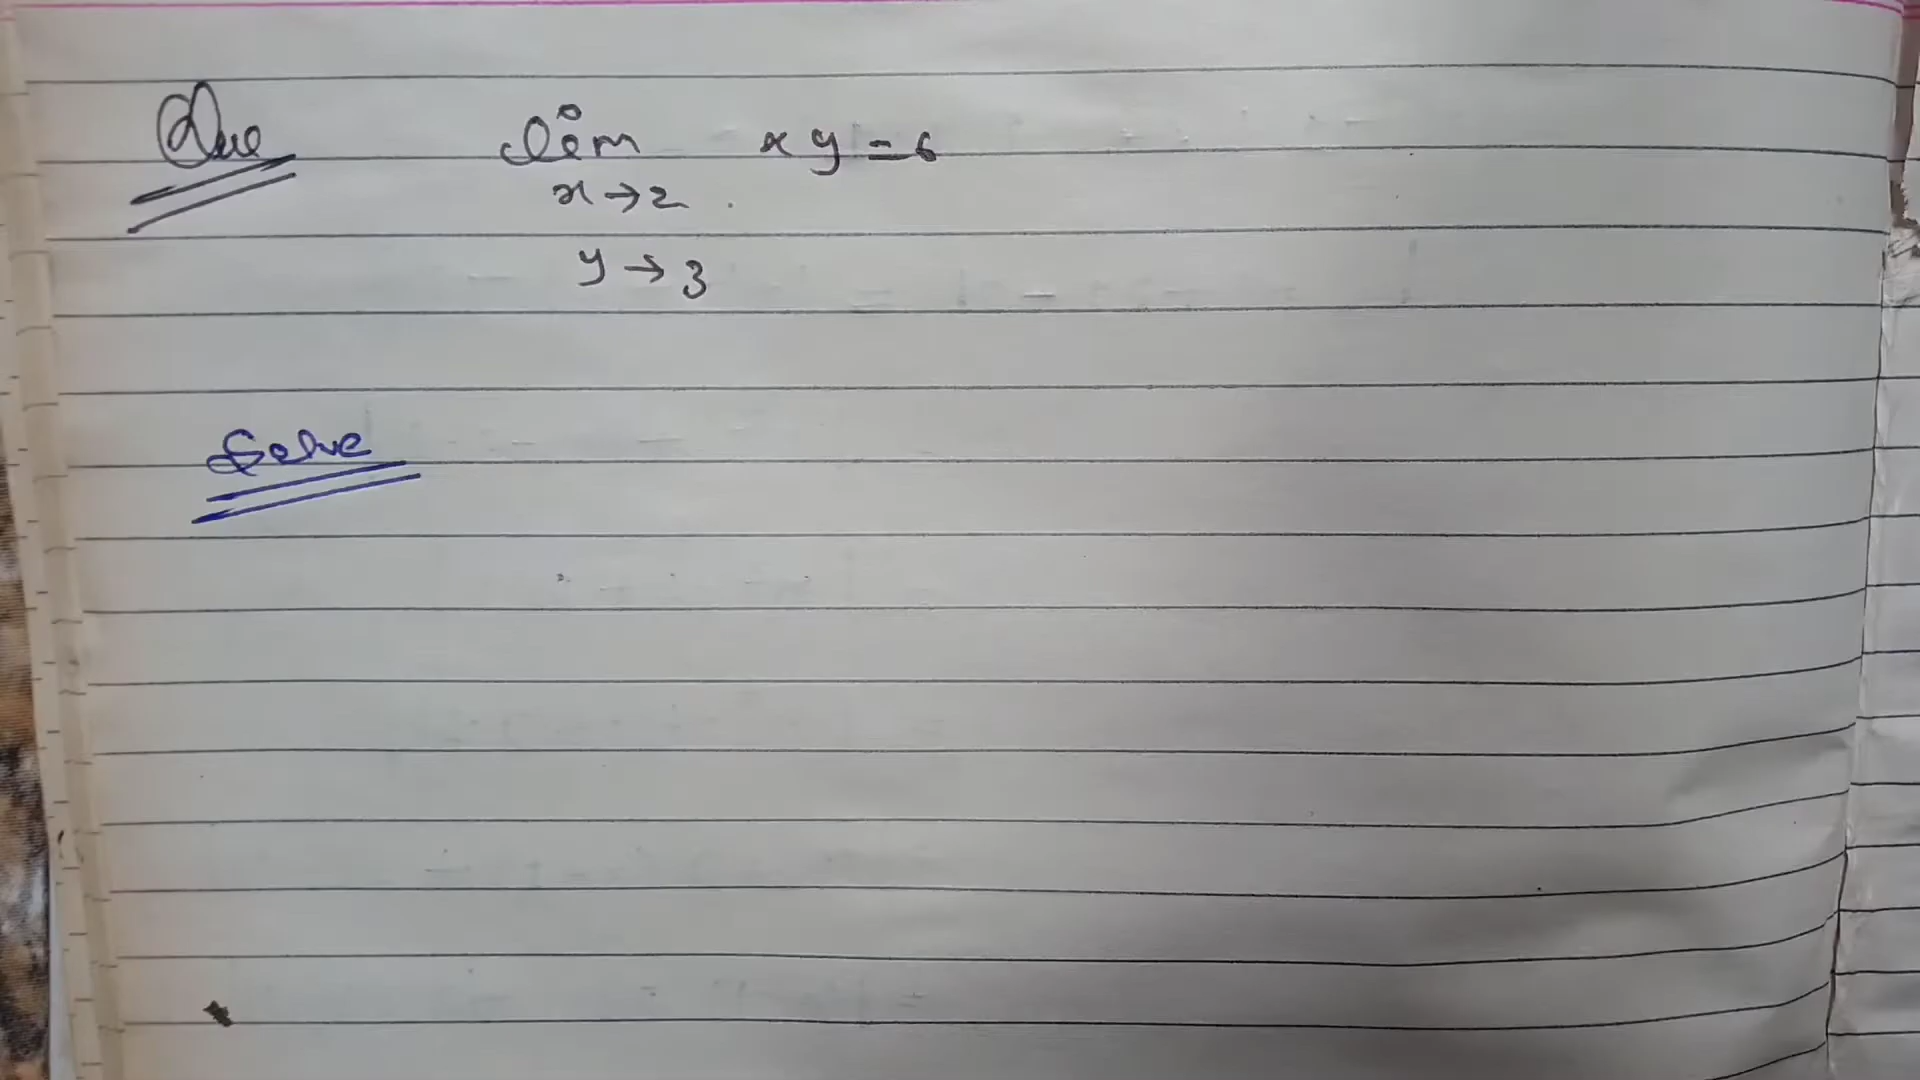 Que lim xy = 6
x → 2
y → 3
Solve